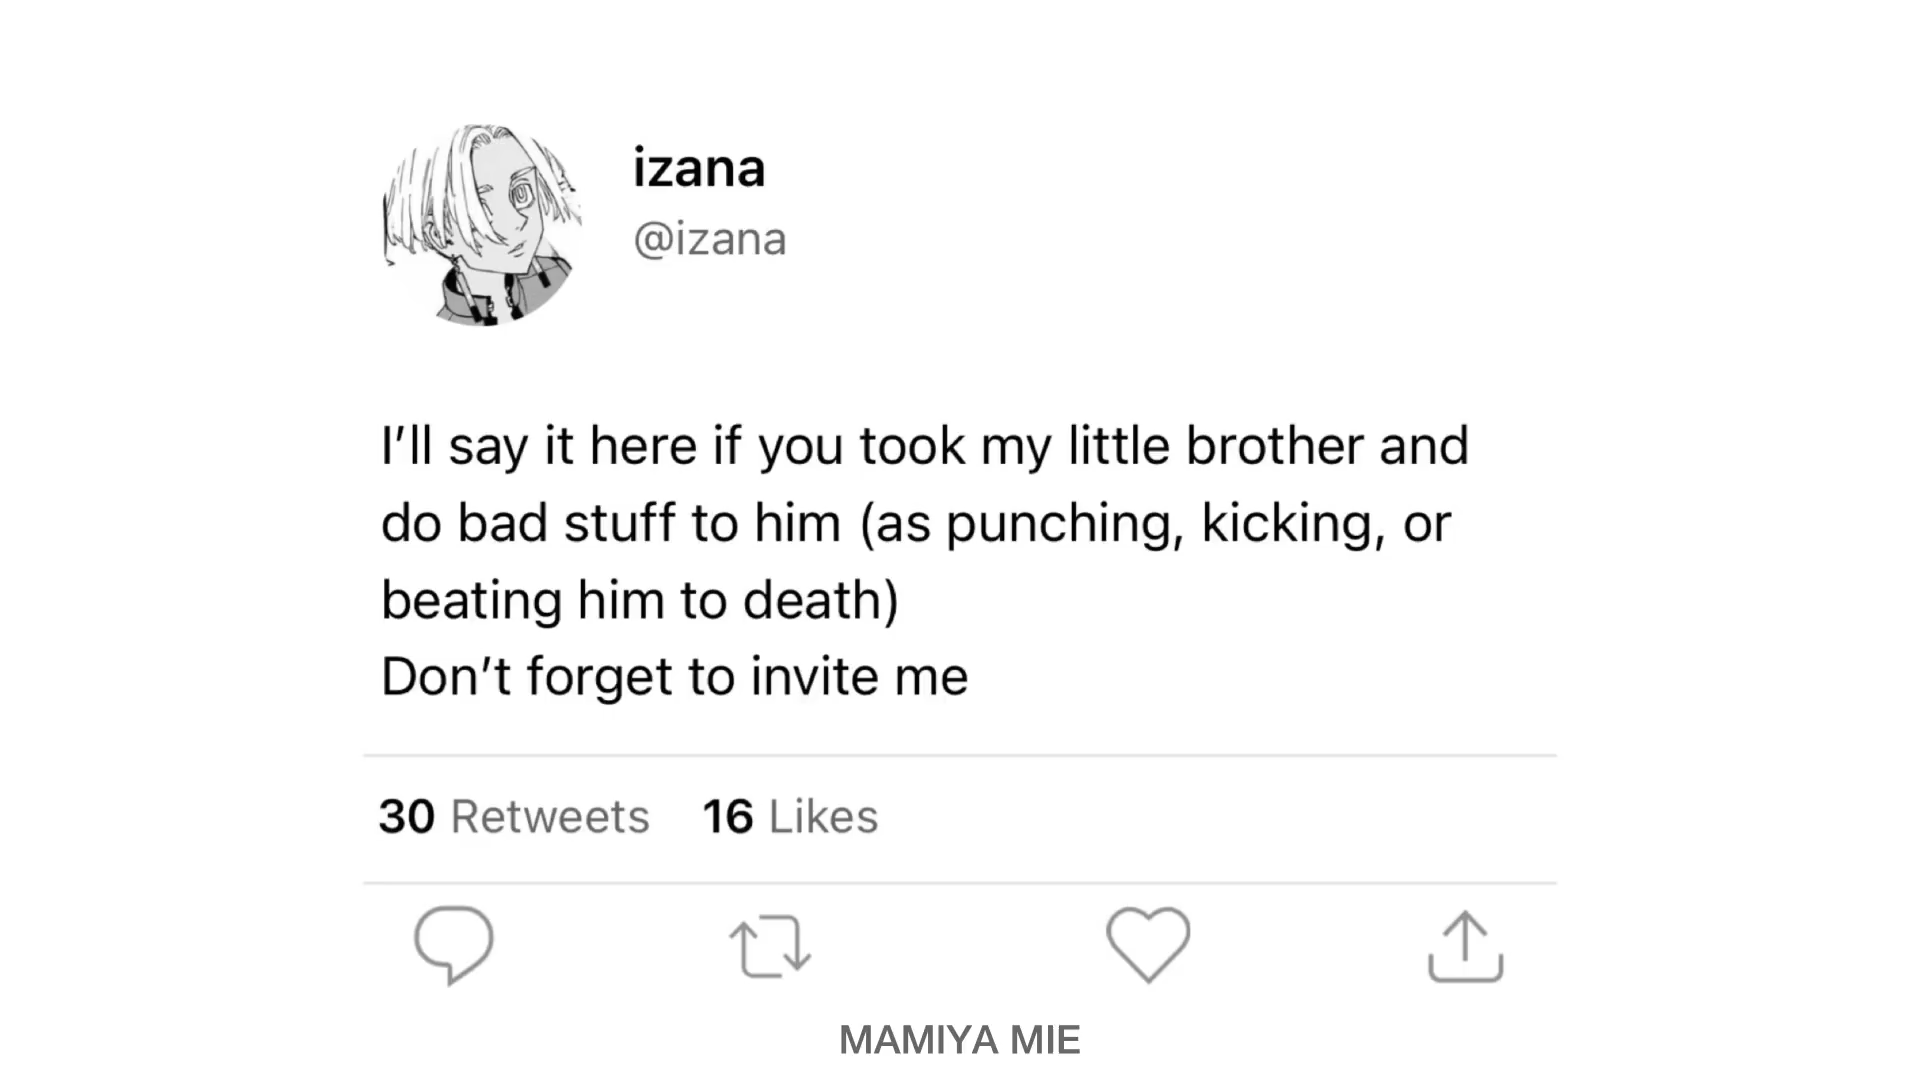 izana
@izana
I’ll say it here if you took my little brother and
do bad stuff to him (as punching, kicking, or
beating him to death)
Don’t forget to invite me
30 Retweets 16 Likes
MAMIYA MIE